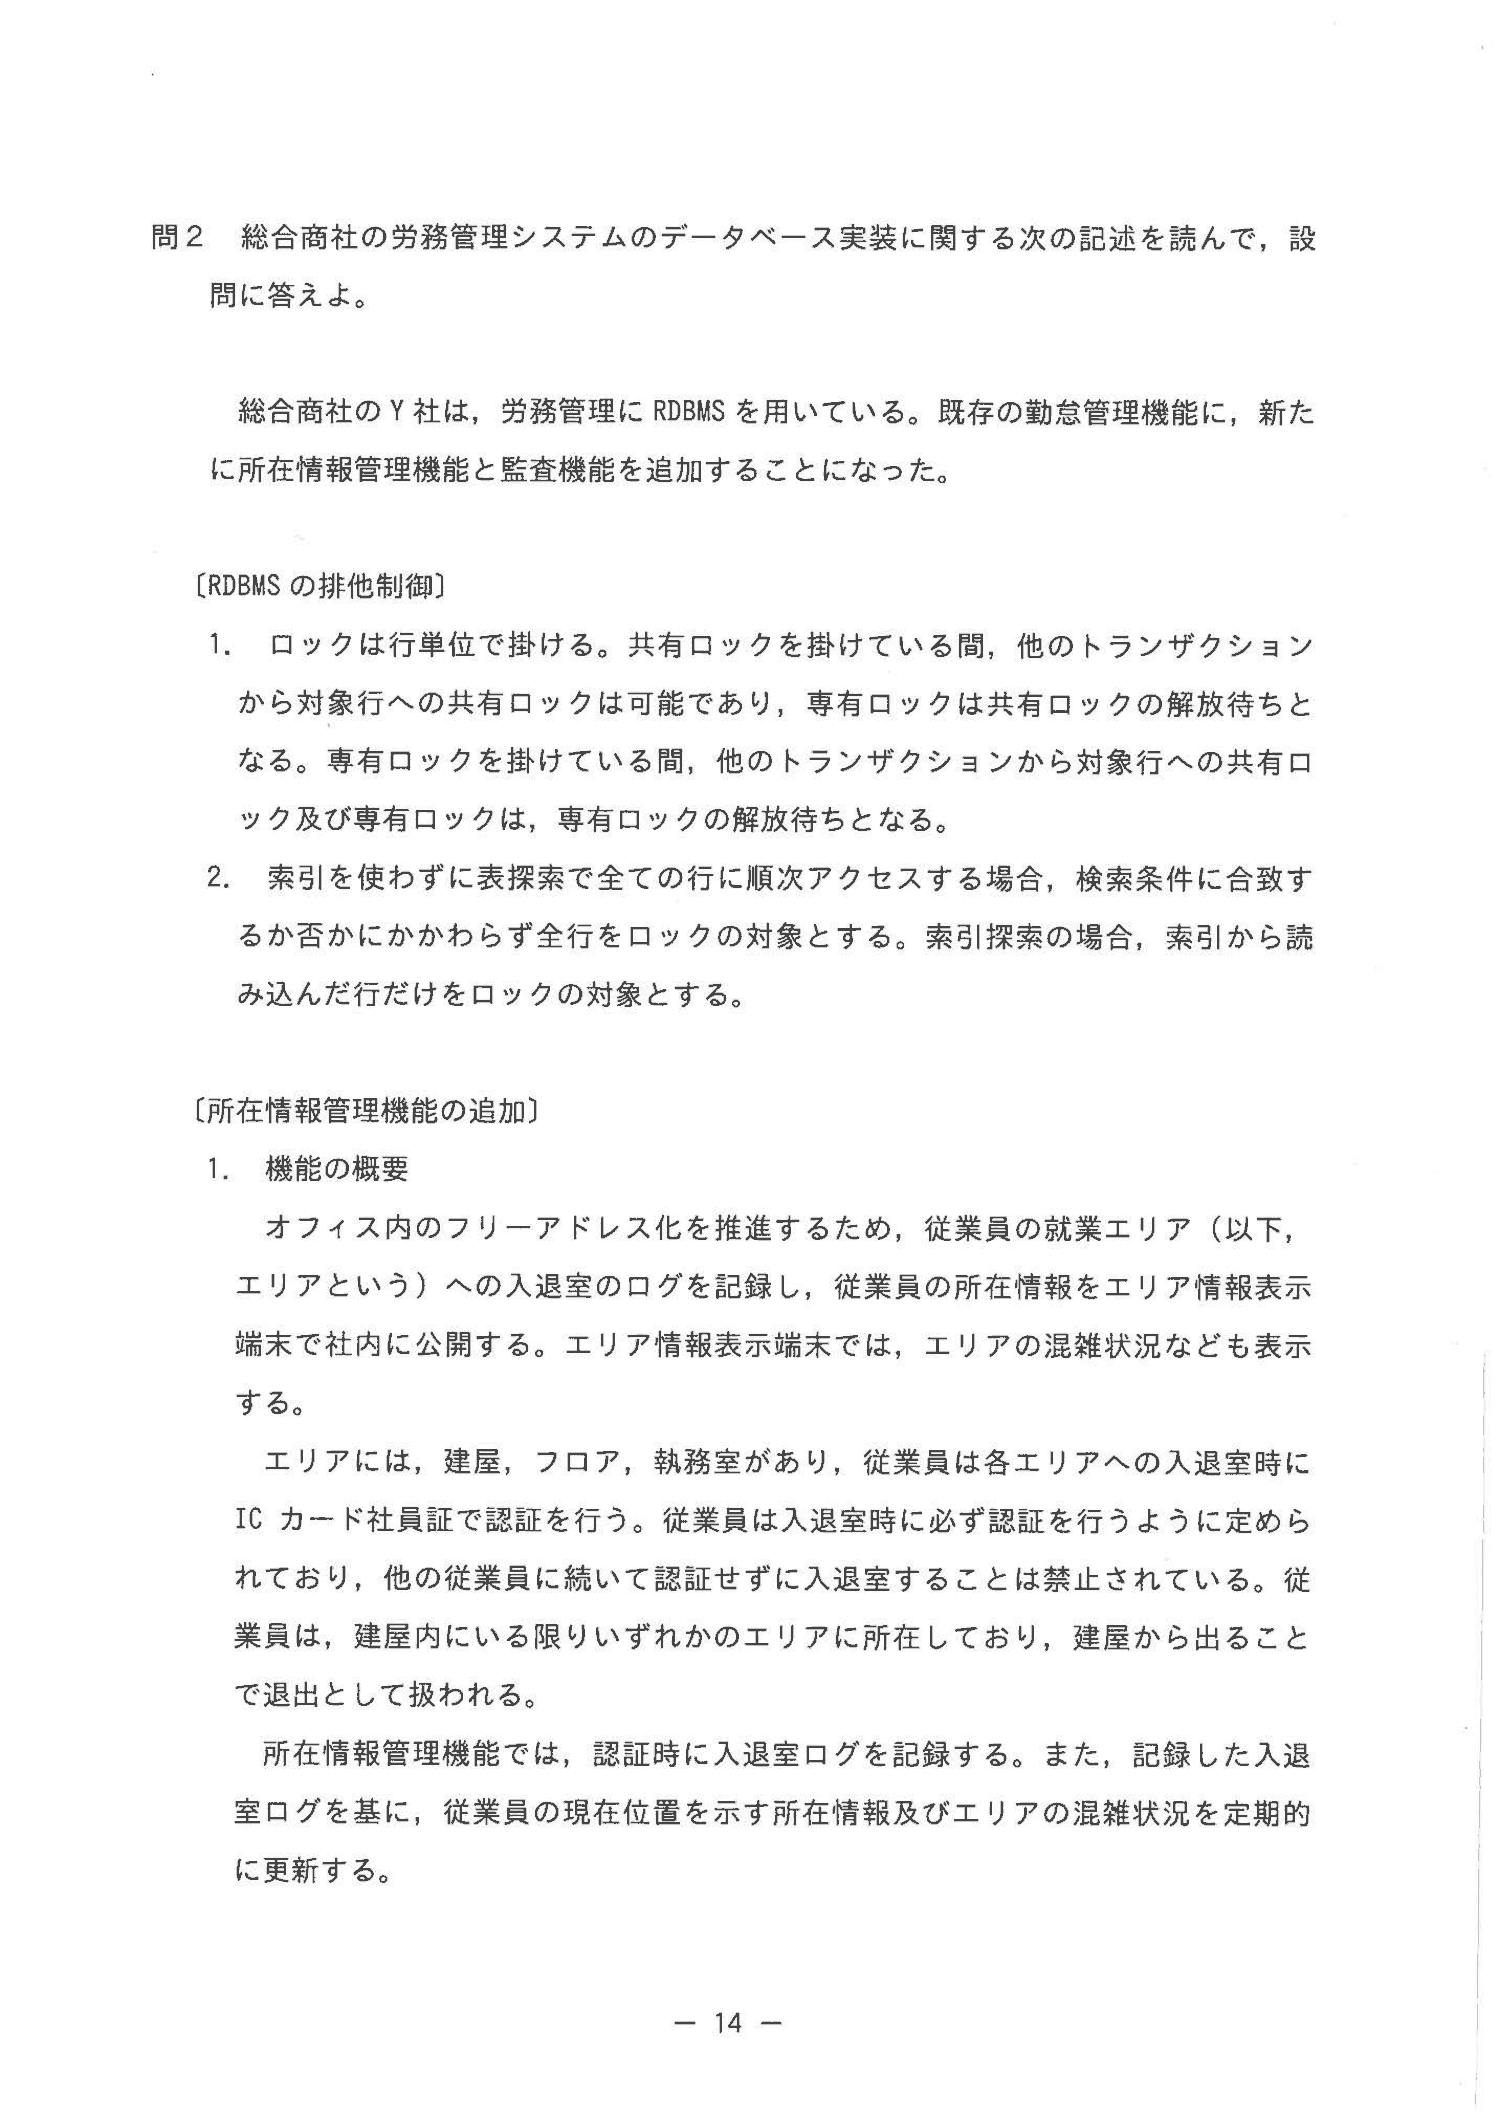 問２　総合商社の労務管理システムのデータベース実装に関する次の記述を読んで，設
問に答えよ。
総合商社の Y 社は，労務管理に RDBMS を用いている。既存の勤怠管理機能に，新た
に所在情報管理機能と監査機能を追加することになった。
〔RDBMS の排他制御〕
1.　ロックは行単位で掛ける。共有ロックを掛けている間，他のトランザクション
から対象行への共有ロックは可能であり，専有ロックは共有ロックの解放待ちと
なる。専有ロックを掛けている間，他のトランザクションから対象行への共有ロ
ック及び専有ロックは，専有ロックの解放待ちとなる。
2.　索引を使わずに表探索で全ての行に順次アクセスする場合，検索条件に合致す
るか否かにかかわらず全行をロックの対象とする。索引探索の場合，索引から読
み込んだ行だけをロックの対象とする。
〔所在情報管理機能の追加〕
1.　機能の概要
オフィス内のフリーアドレス化を推進するため，従業員の就業エリア（以下，
エリアという）への入退室のログを記録し，従業員の所在情報をエリア情報表示
端末で社内に公開する。エリア情報表示端末では，エリアの混雑状況なども表示
する。
エリアには，建屋，フロア，執務室があり，従業員は各エリアへの入退室時に
IC カード社員証で認証を行う。従業員は入退室時に必ず認証を行うように定めら
れており，他の従業員に続いて認証せずに入退室することは禁止されている。従
業員は，建屋内にいる限りいずれかのエリアに所在しており，建屋から出ること
で退出として扱われる。
所在情報管理機能では，認証時に入退室ログを記録する。また，記録した入退
室ログを基に，従業員の現在位置を示す所在情報及びエリアの混雑状況を定期的
に更新する。
－ 14 －